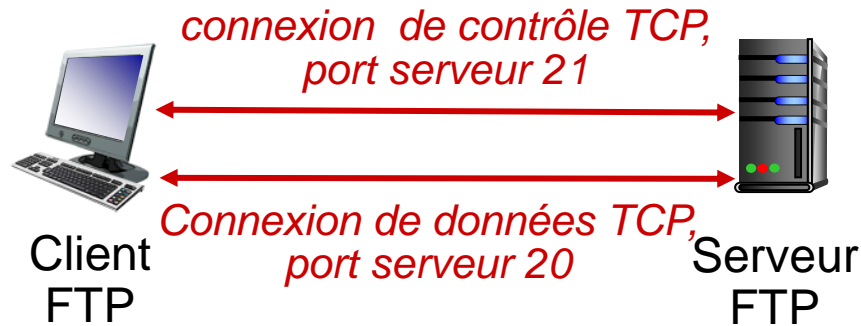 connexion de contrôle TCP,
port serveur 21
Connexion de données TCP,
port serveur 20
Client
FTP
Serveur
FTP